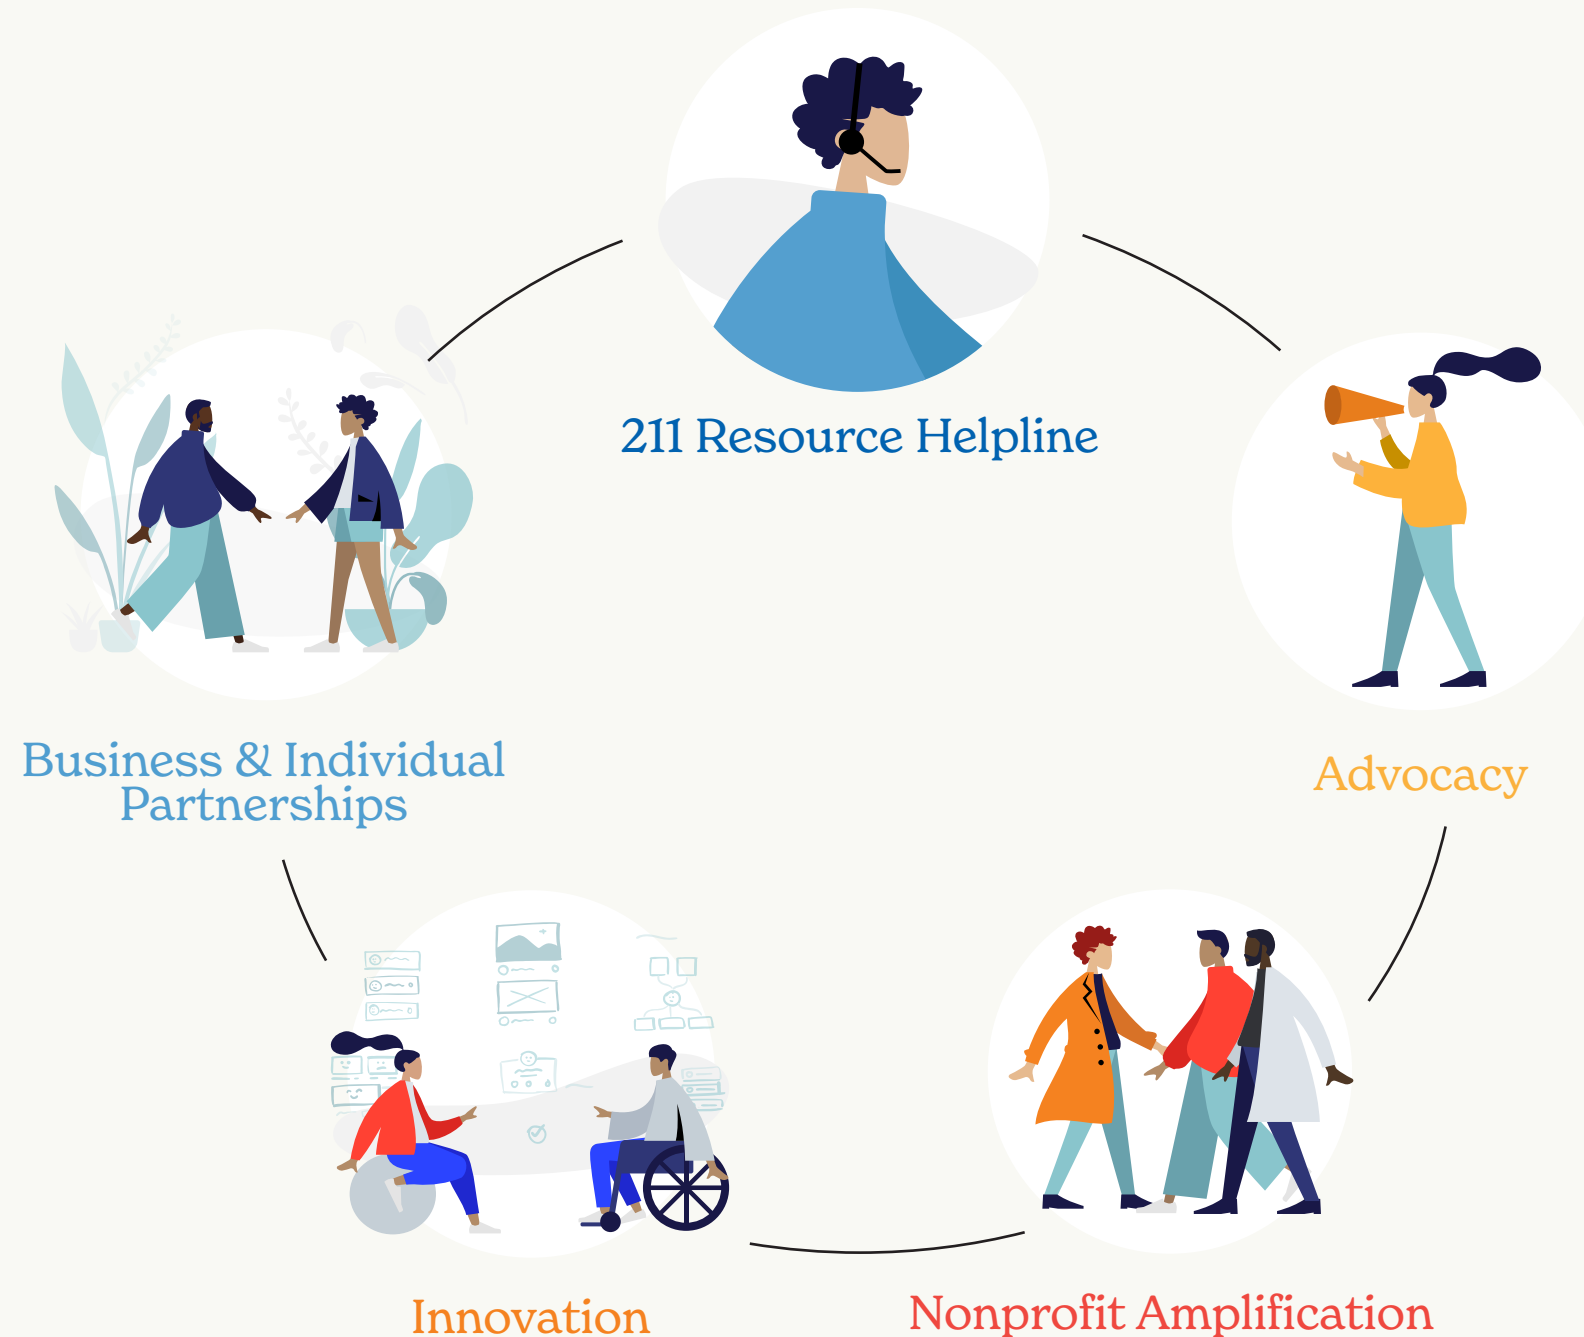 211 Resource Helpline
Business & Individual
Partnerships
Advocacy
Innovation
Nonprofit Amplification